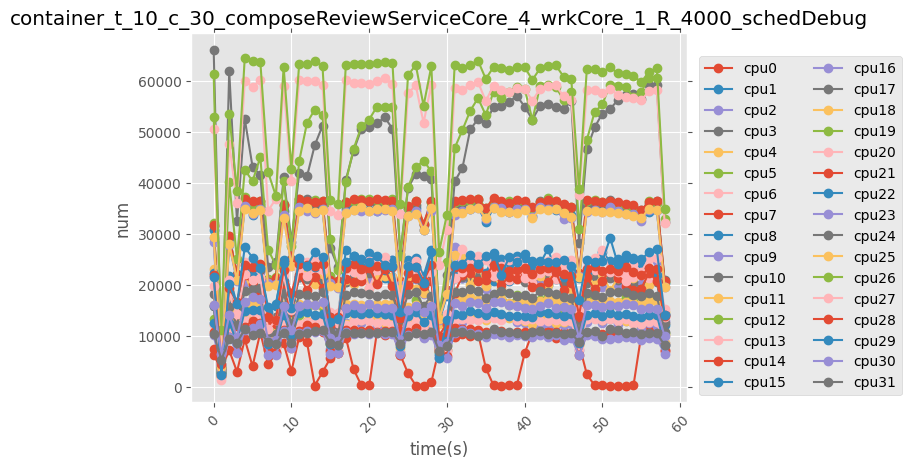 container_t_10_c_30_composeReviewServiceCore_4_wrkCore_1_R_4000_schedDebug
60000
50000
40000
30000
20000
10000
0
num
0
10
20
30
40
50
60
time(s)
cpu0
cpu1
cpu2
cpu3
cpu4
cpu5
cpu6
cpu7
cpu8
cpu9
cpu10
cpu11
cpu12
cpu13
cpu14
cpu15
cpu16
cpu17
cpu18
cpu19
cpu20
cpu21
cpu22
cpu23
cpu24
cpu25
cpu26
cpu27
cpu28
cpu29
cpu30
cpu31